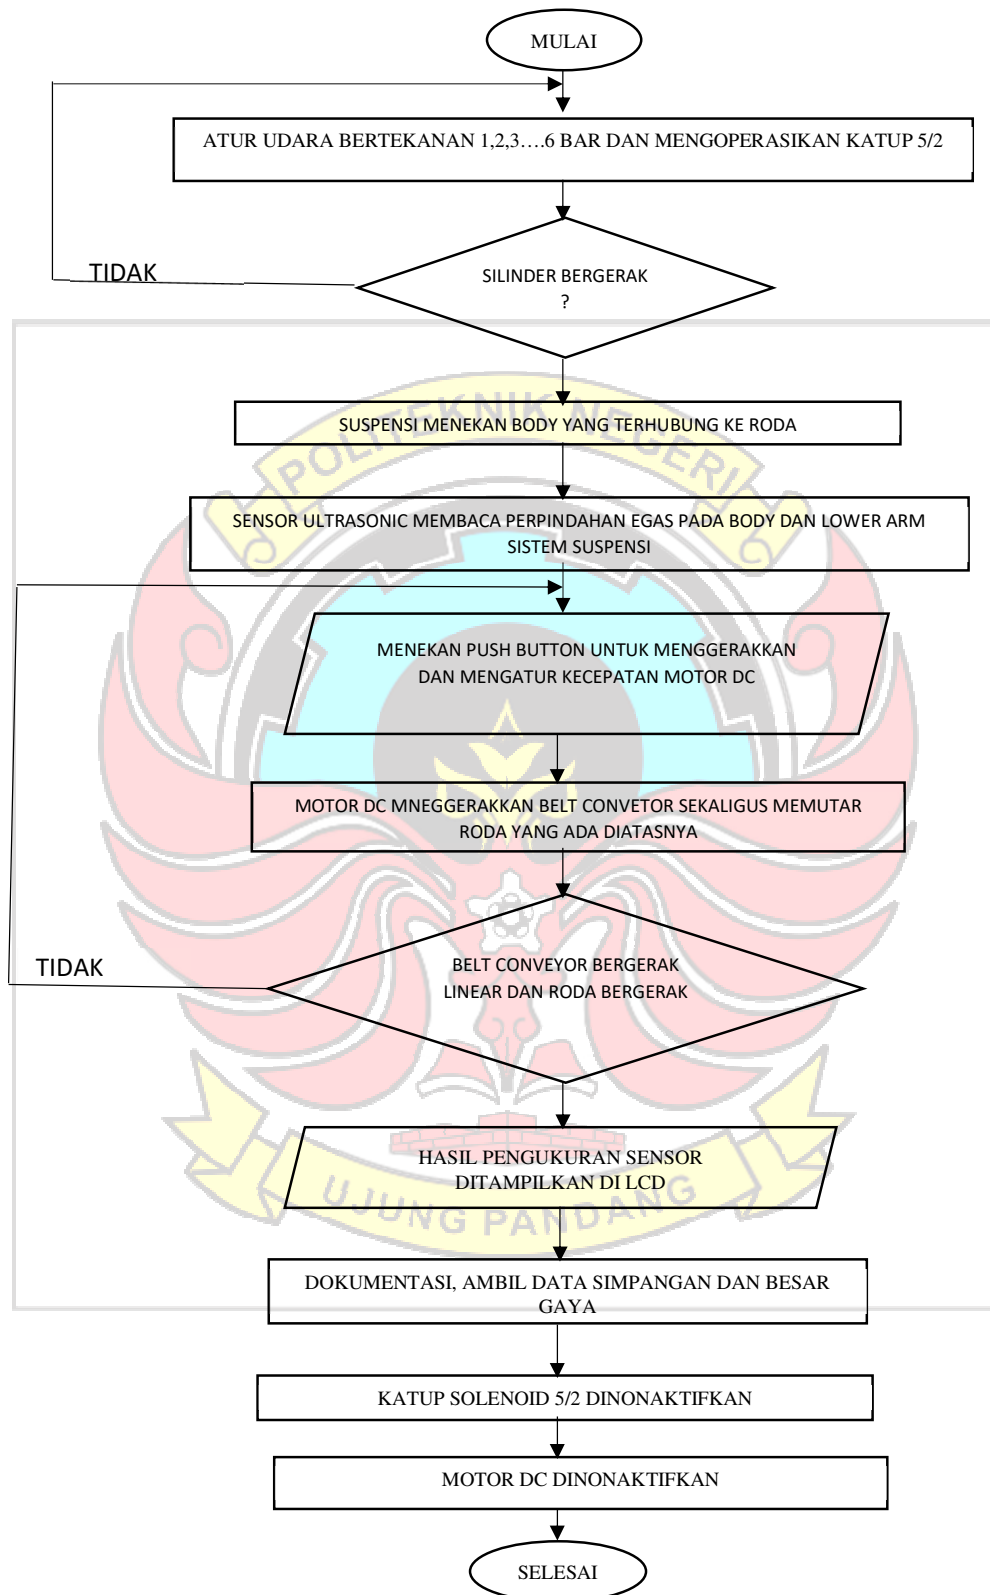 MULAI
ATUR UDARA BERTEKANAN 1,2,3….6 BAR DAN MENGOPERASIKAN KATUP 5/2
TIDAK
SILINDER BERGERAK
?
SUSPENSI MENEKAN BODY YANG TERHUBUNG KE RODA
POLITEKNIK NEGERI
SENSOR ULTRASONIC MEMBACA PERPINDAHAN EGAS PADA BODY DAN LOWER ARM
SISTEM SUSPENSI
MENEKAN PUSH BUTTON UNTUK MENGGERAKKAN
DAN MENGATUR KECEPATAN MOTOR DC
MOTOR DC MNEGGERAKKAN BELT CONVETOR SEKALIGUS MEMUTAR
RODA YANG ADA DIATASNYA
TIDAK
BELT CONVEYOR BERGERAK
LINEAR DAN RODA BERGERAK
HASIL PENGUKURAN SENSOR
DITAMPILKAN DI LCD
UJUNG PANDANG
DOKUMENTASI, AMBIL DATA SIMPANGAN DAN BESAR
GAYA
KATUP SOLENOID 5/2 DINONAKTIFKAN
MOTOR DC DINONAKTIFKAN
SELESAI